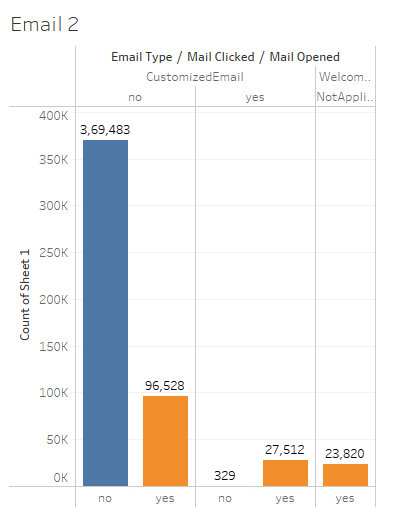 Email 2
Email Type / Mail Clicked / Mail Opened
CustomizedEmail Welcom..
no yes NotAppli..
400K
3,69,483
350K
300K
250K
200K
150K
100K
96,528
50K
27,512
23,820
329
0K
Count of Sheet 1
no yes no yes yes